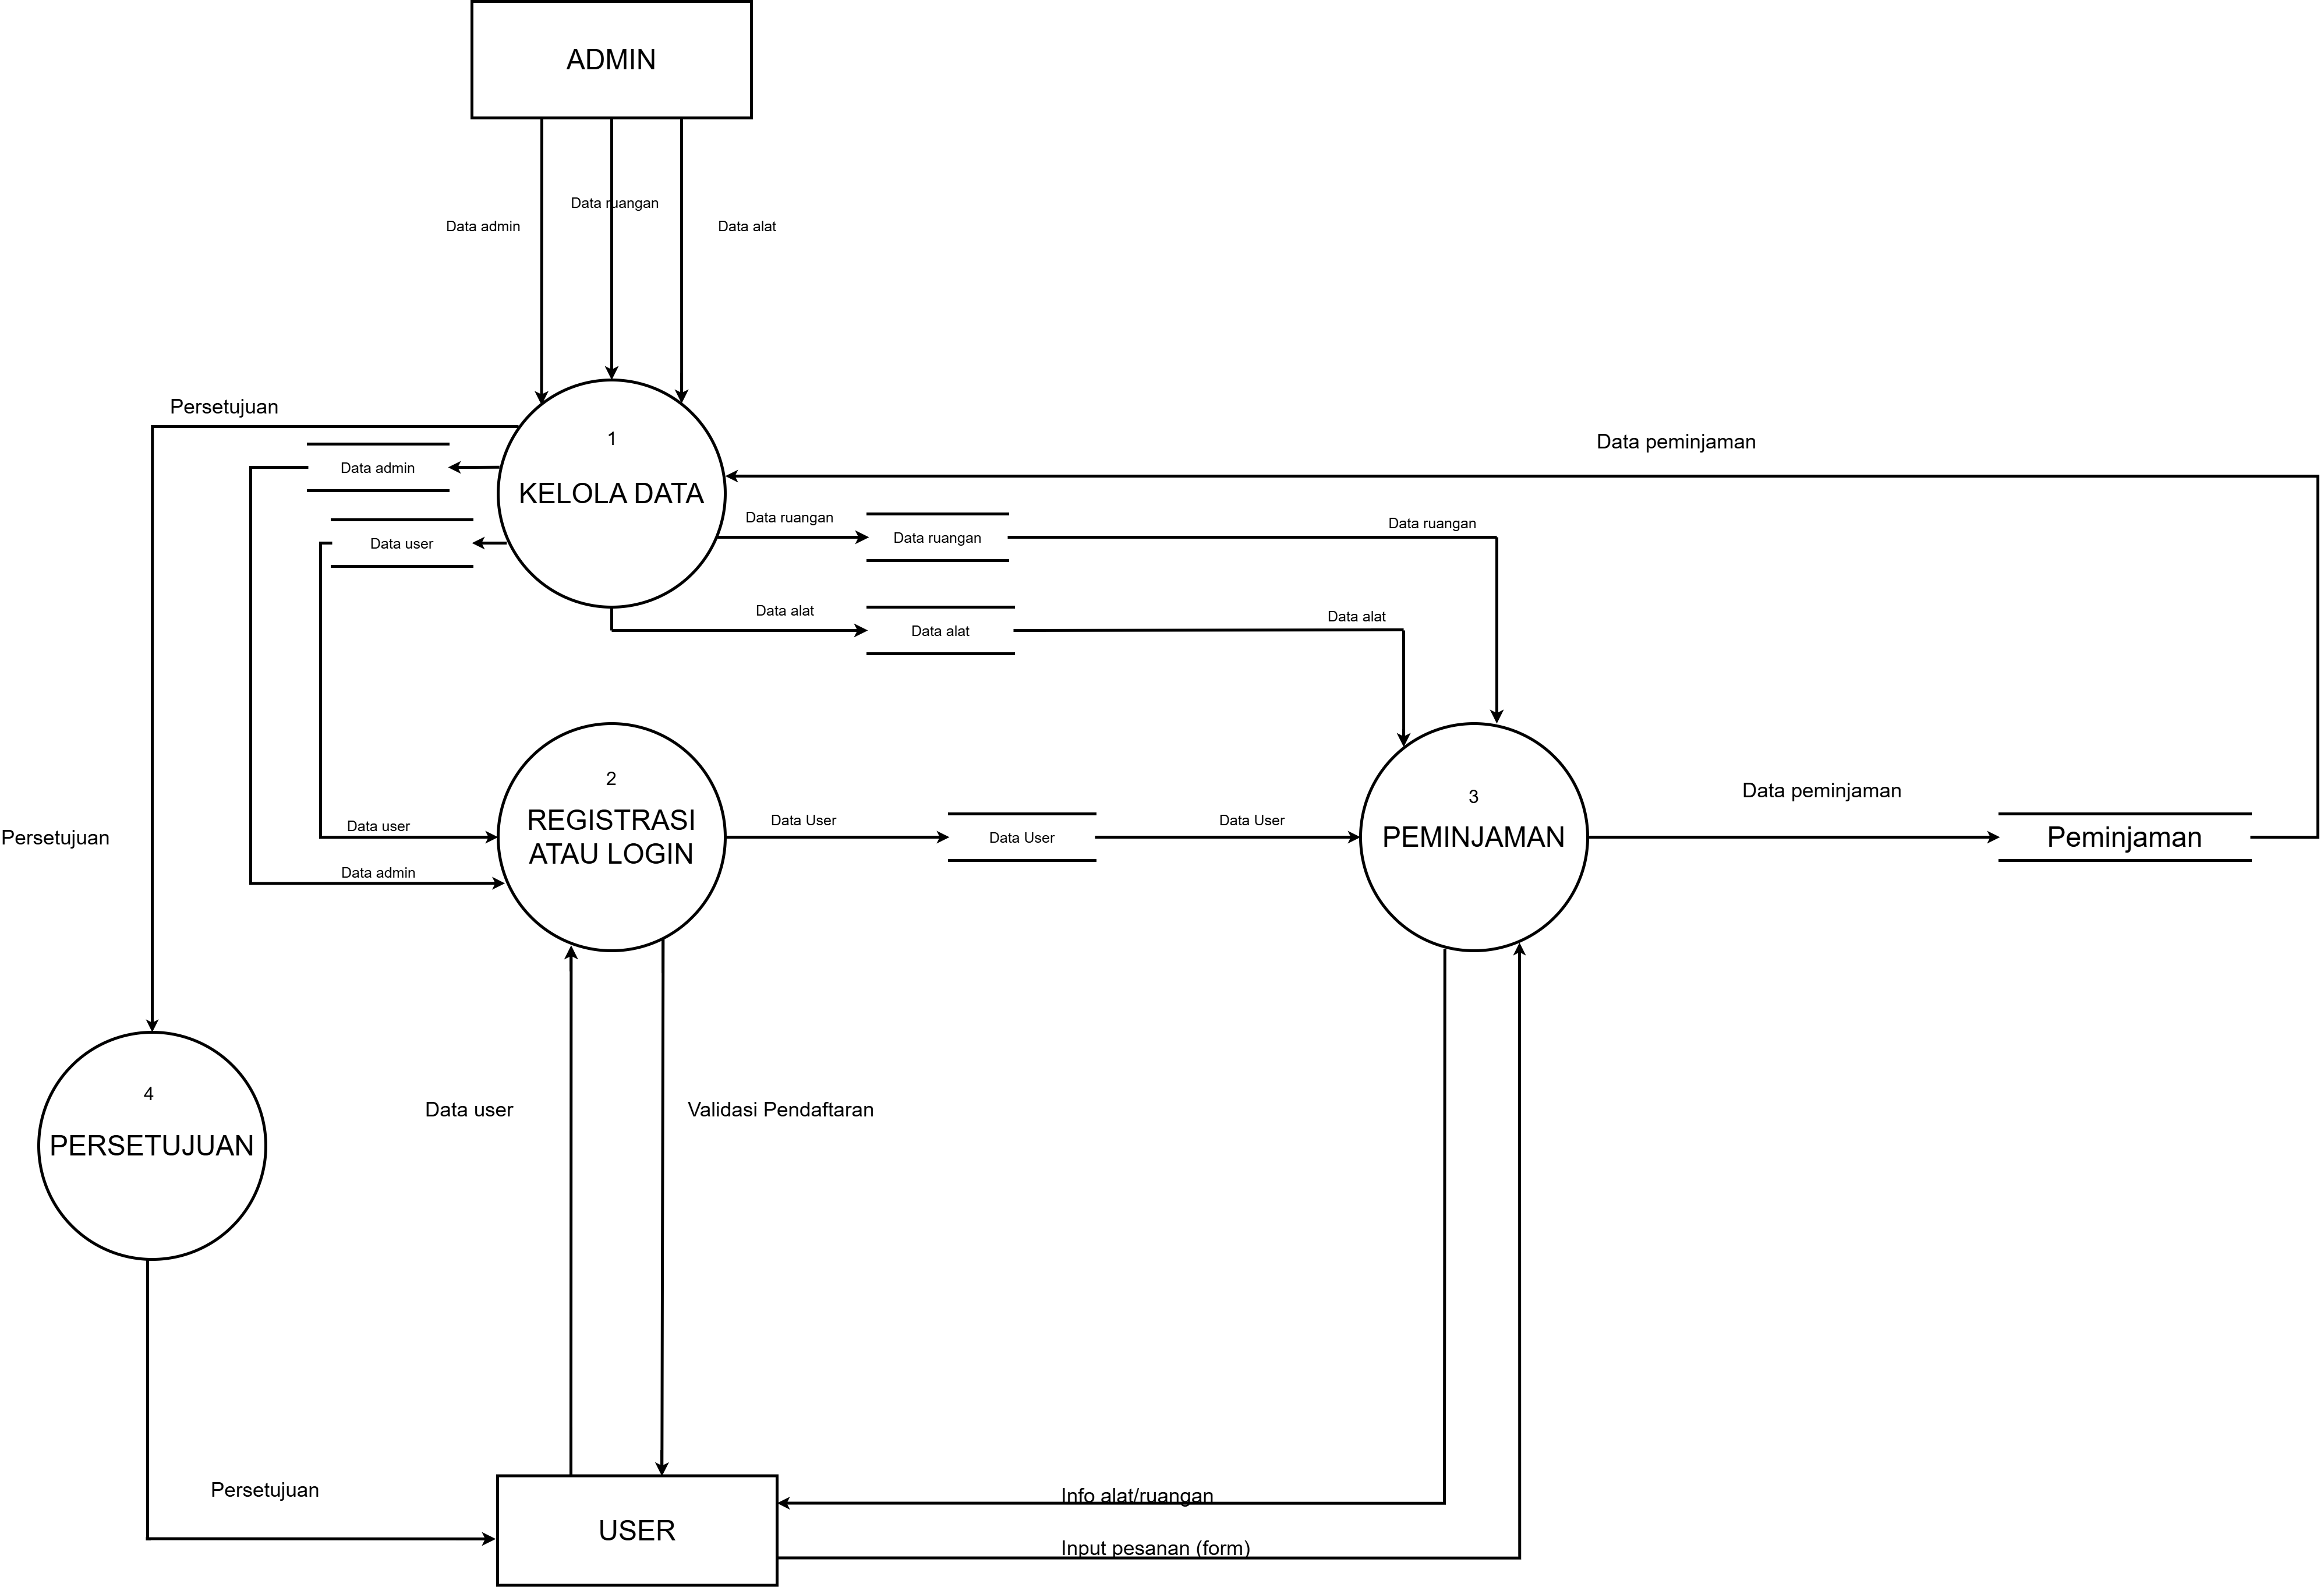 ADMIN
Data ruangan
Data admin
Data alat
Persetujuan
1
KELOLA DATA
Data peminjaman
Data admin
Data user
Data ruangan
Data ruangan
Data ruangan
Data alat
Data alat
Data alat
2
REGISTRASI
ATAU LOGIN
Data user
Data admin
Data User
Data User
Data User
3
PEMINJAMAN
Data peminjaman
Peminjaman
Persetujuan
4
PERSETUJUAN
Data user
Validasi Pendaftaran
Persetujuan
USER
Info alat/ruangan
Input pesanan (form)